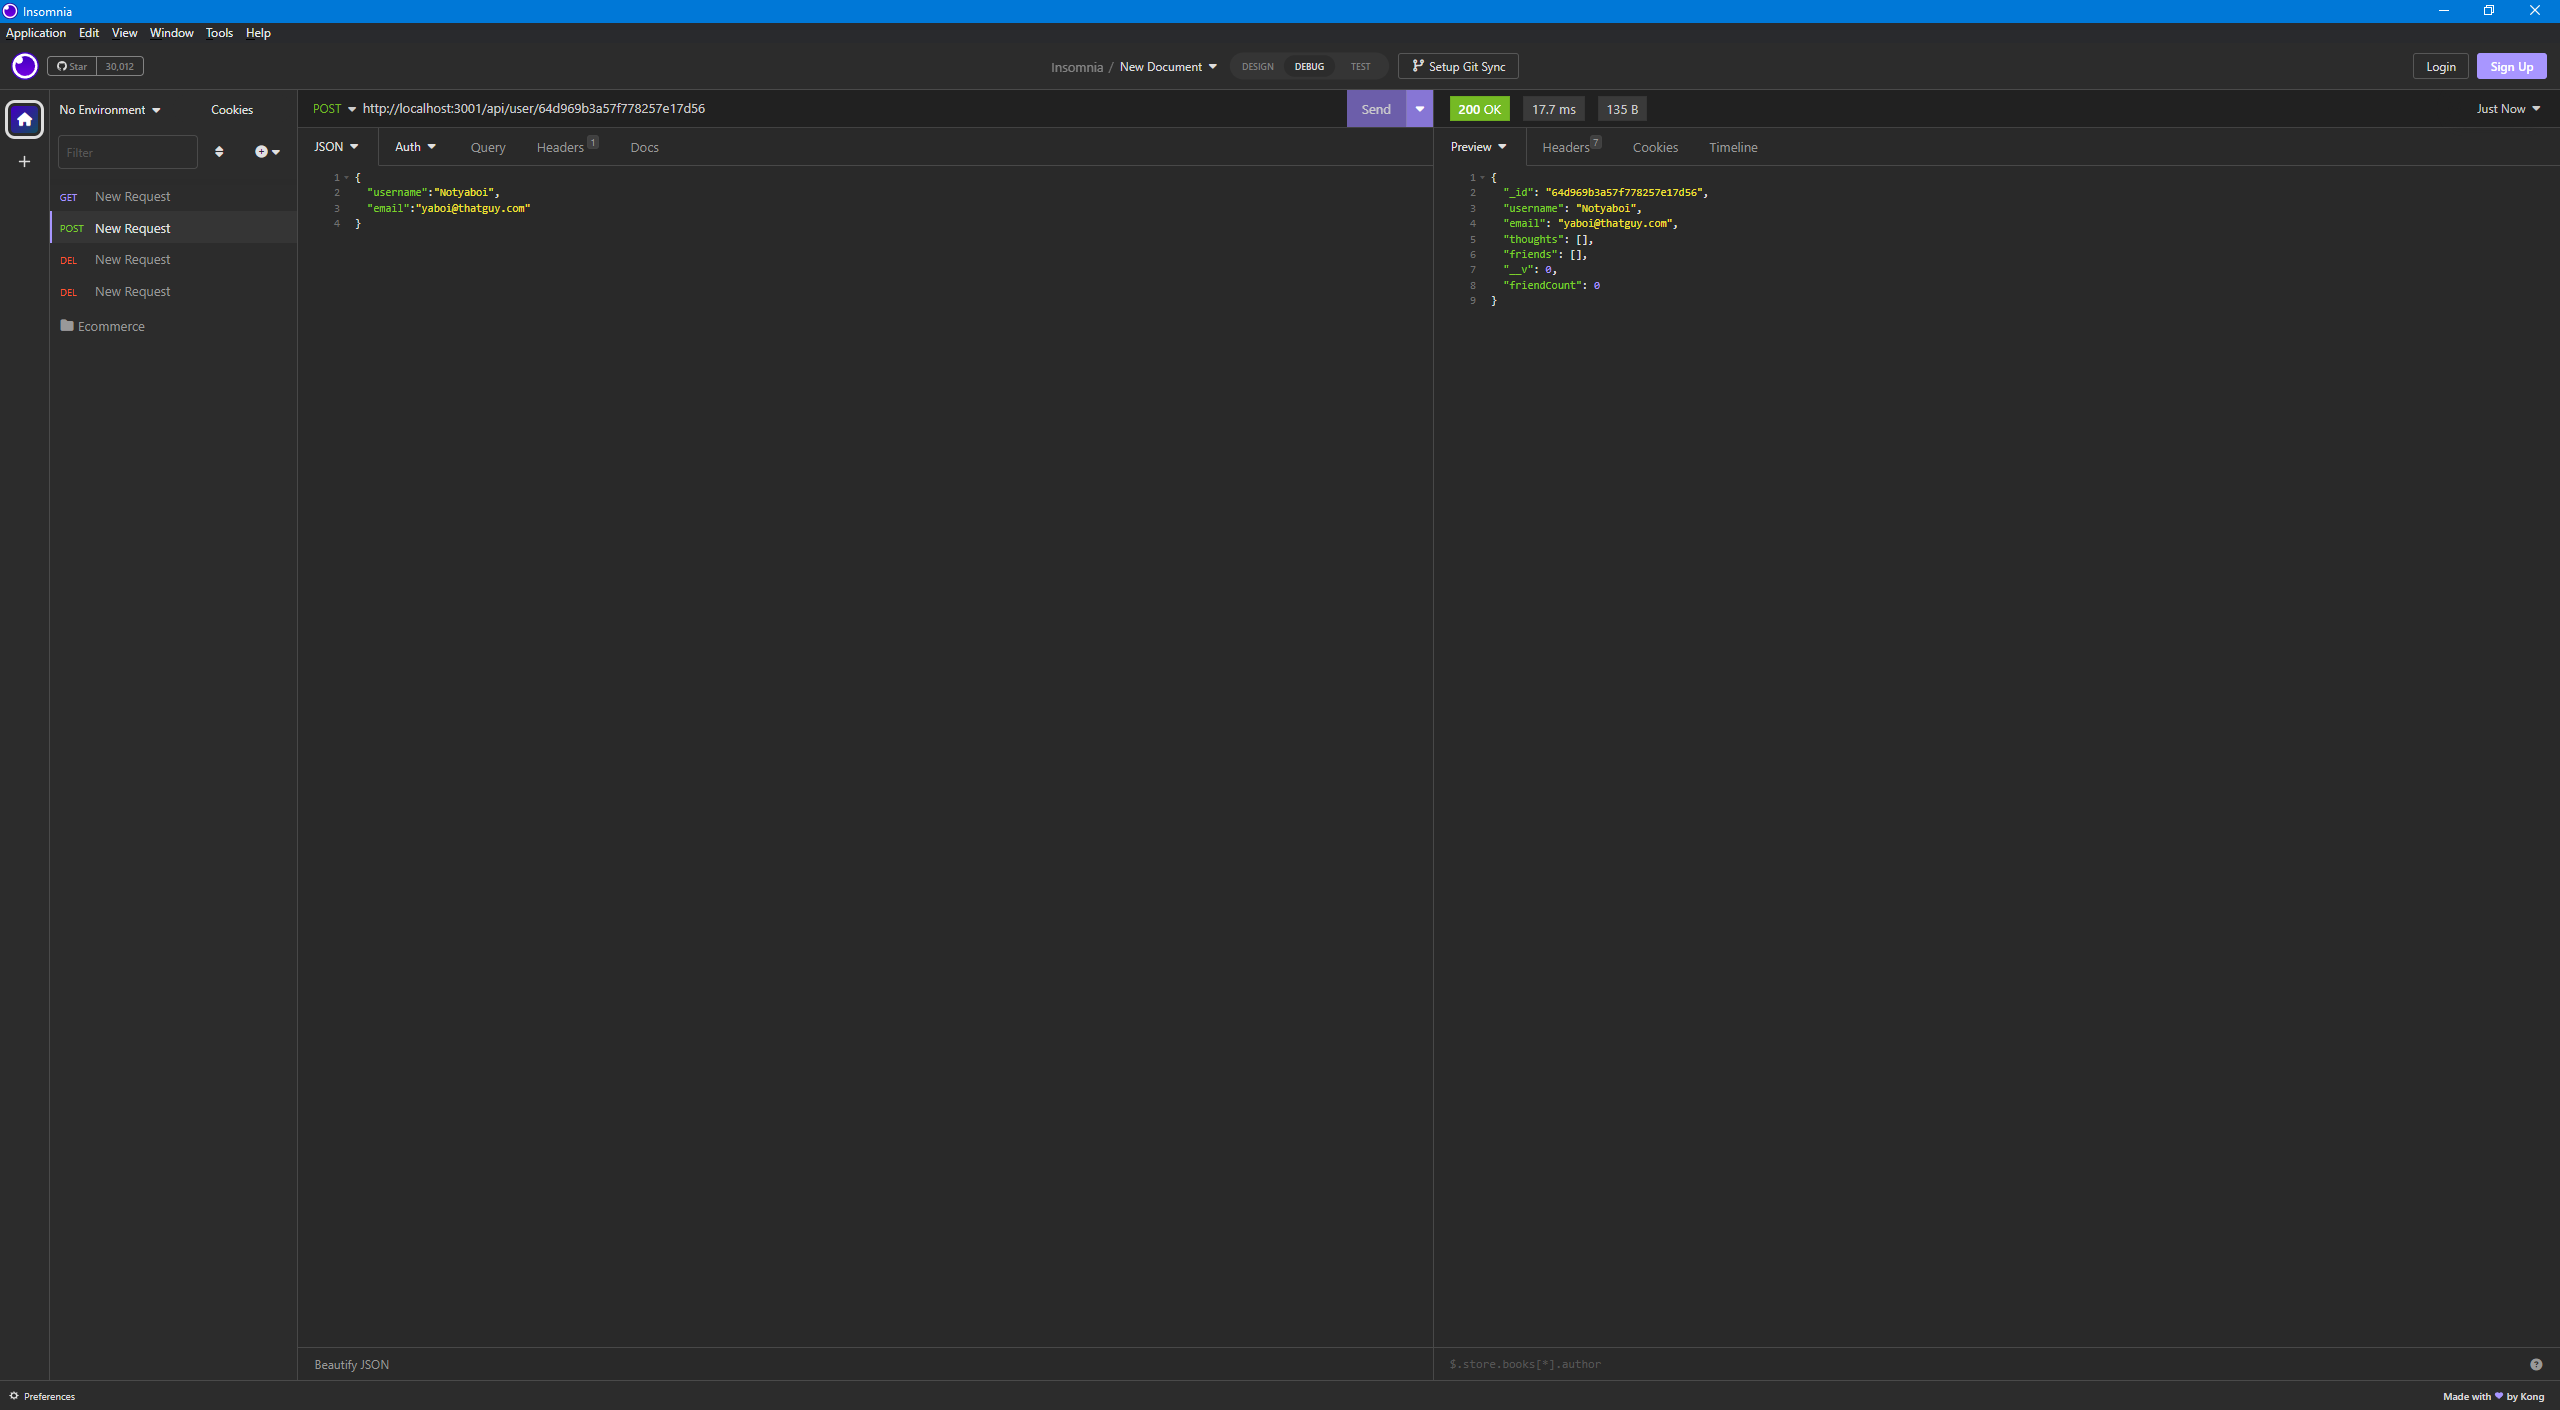 Insomnia
Application Edit View Window Tools Help
Star 30,012
Insomnia / New Document DESIGN DEBUG TEST Setup Git Sync Login Sign Up
No Environment Cookies
Filter
GET New Request
POST New Request
DEL New Request
DEL New Request
Ecommerce
POST http://localhost:3001/api/user/64d969b3a57f778257e17d56 Send
JSON Auth Query Headers 1 Docs
1 {
2 "username":"Notyaboi",
3 "email":"yaboi@thatguy.com"
4 }
Beautify JSON
200 OK 17.7 ms 135 B Just Now
Preview Headers 7 Cookies Timeline
1 {
2 "_id": "64d969b3a57f778257e17d56",
3 "username": "Notyaboi",
4 "email": "yaboi@thatguy.com",
5 "thoughts": [],
6 "friends": [],
7 "__v": 0,
8 "friendCount": 0
9 }
$.store.books[*].author
Preferences
Made with ♥ by Kong